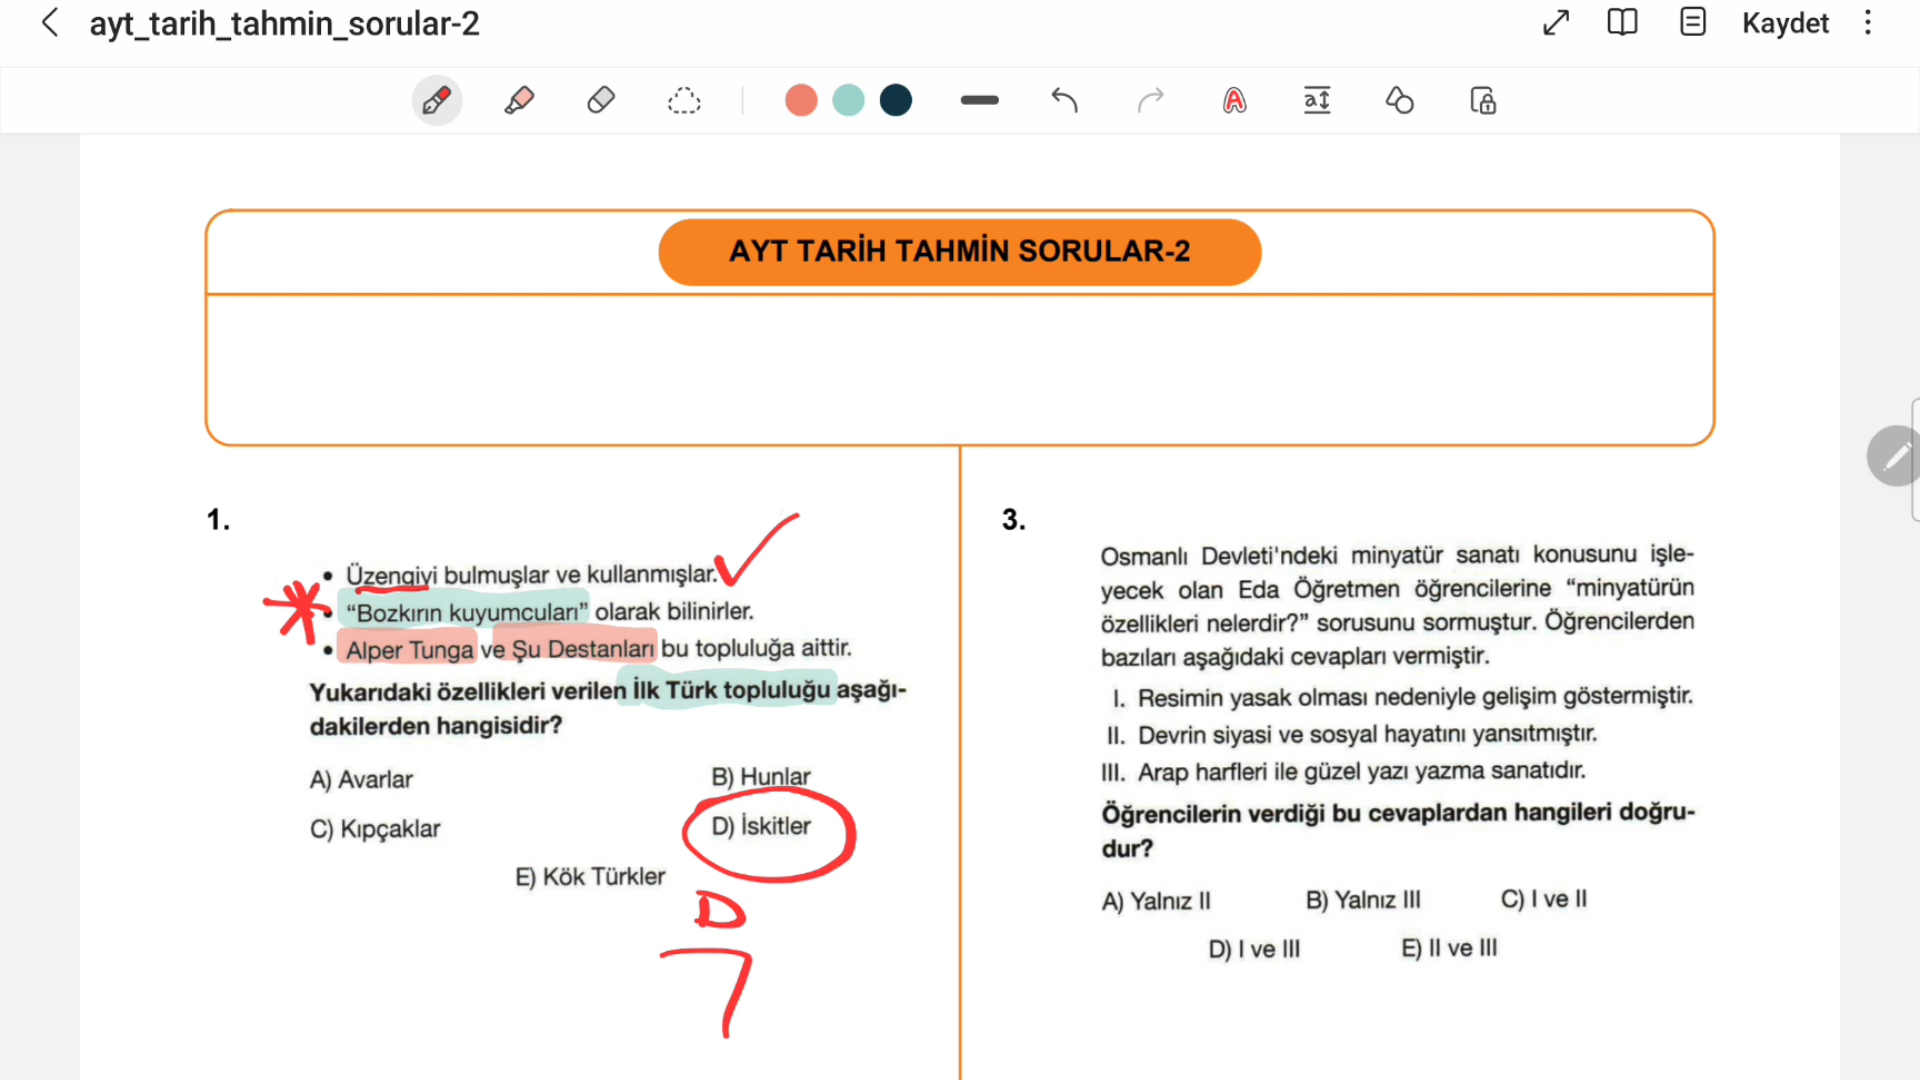 ayt_tarih_tahmin_sorular-2
Kaydet
AYT TARİH TAHMİN SORULAR-2
1.
• Üzengiyi bulmuşlar ve kullanmışlar.
• “Bozkırın kuyumcuları” olarak bilinirler.
• Alper Tunga ve Şu Destanları bu topluluğa aittir.
Yukarıdaki özellikleri verilen İlk Türk topluluğu aşağı-
dakilerden hangisidir?
A) Avarlar
B) Hunlar
C) Kıpçaklar
D) İskitler
E) Kök Türkler
D
7
3.
Osmanlı Devleti'ndeki minyatür sanatı konusunu işle-
yecek olan Eda Öğretmen öğrencilerine “minyatürün
özellikleri nelerdir?” sorusunu sormuştur. Öğrencilerden
bazıları aşağıdaki cevapları vermiştir.
I. Resimin yasak olması nedeniyle gelişim göstermiştir.
II. Devrin siyasi ve sosyal hayatını yansıtmıştır.
III. Arap harfleri ile güzel yazı yazma sanatıdır.
Öğrencilerin verdiği bu cevaplardan hangileri doğru-
dur?
A) Yalnız II
B) Yalnız III
C) I ve II
D) I ve III
E) II ve III